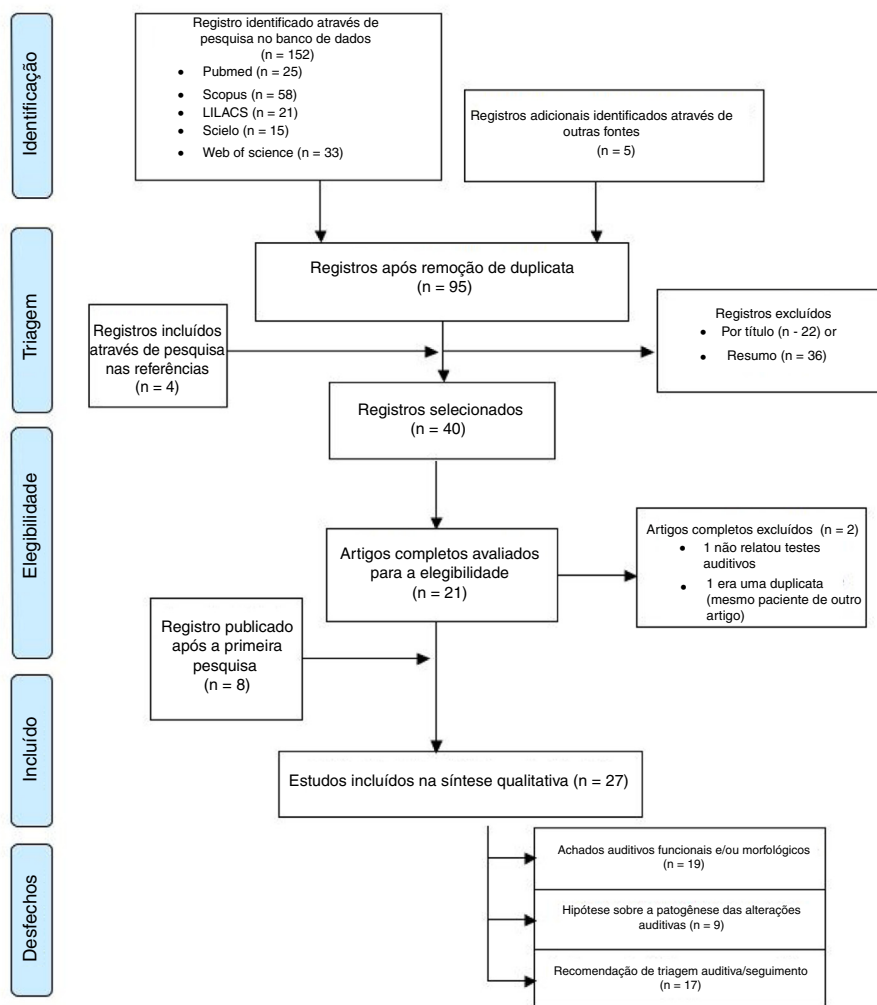 Identificação
Registro identificado através de
pesquisa no banco de dados
(n = 152)
• Pubmed (n = 25)
• Scopus (n = 58)
• LILACS (n = 21)
• Scielo (n = 15)
• Web of science (n = 33)
Registros adicionais identificados através de
outras fontes
(n = 5)
Triagem
Registros após remoção de duplicata
(n = 95)
Registros incluídos
através de pesquisa
nas referências
(n = 4)
Registros excluídos
• Por título (n - 22) or
• Resumo (n = 36)
Registros selecionados
(n = 40)
Elegibilidade
Artigos completos avaliados
para a elegibilidade
(n = 21)
Artigos completos excluídos (n = 2)
• 1 não relatou testes
auditivos
• 1 era uma duplicata
(mesmo paciente de outro
artigo)
Registro publicado
após a primeira
pesquisa
(n = 8)
Incluído
Estudos incluídos na síntese qualitativa (n = 27)
Desfechos
Achados auditivos funcionais e/ou morfológicos
(n = 19)
Hipótese sobre a patogênese das alterações
auditivas (n = 9)
Recomendação de triagem auditiva/seguimento
(n = 17)